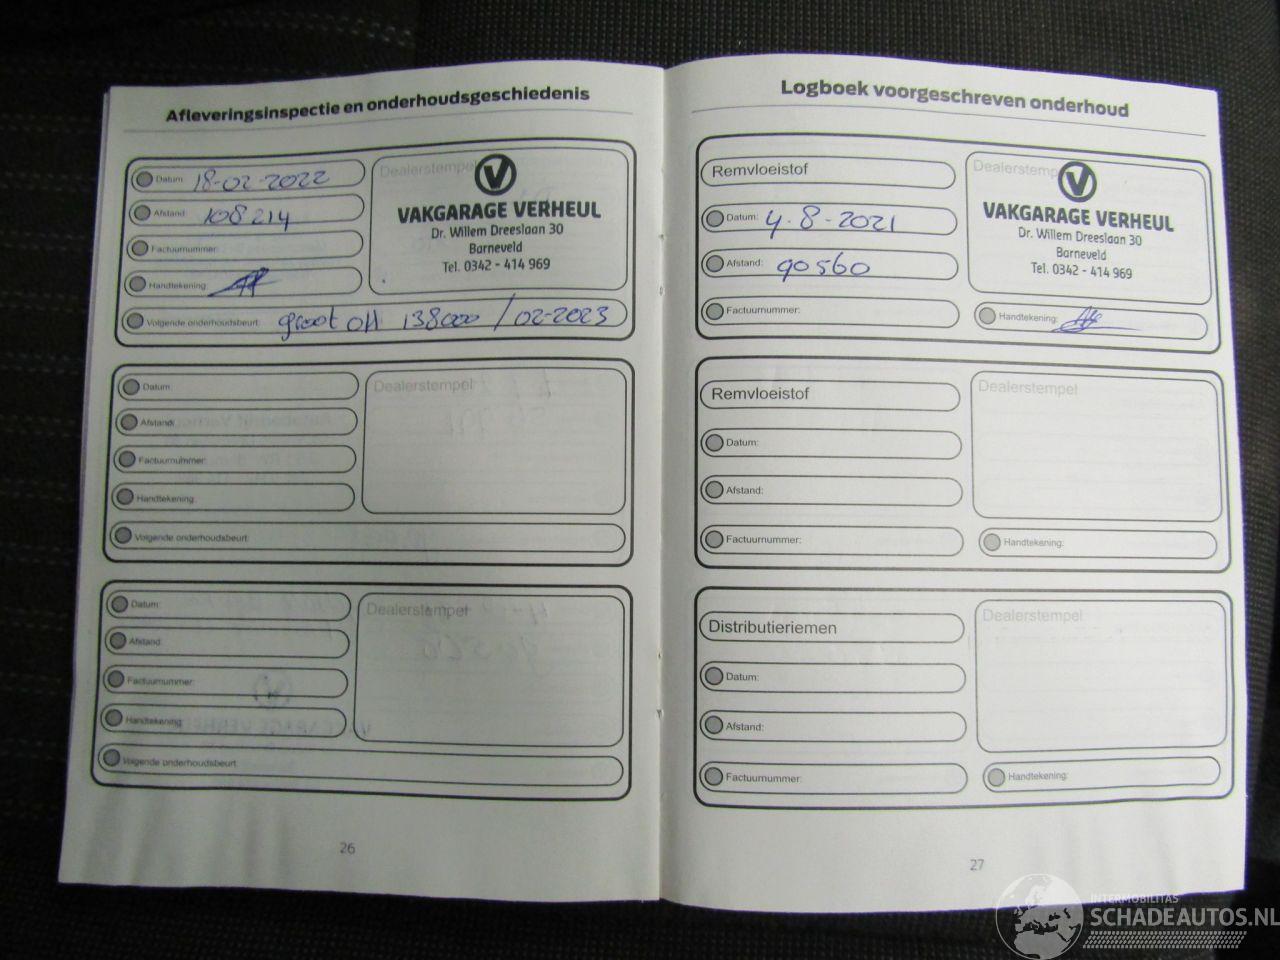 Afleveringsinspectie en onderhoudsgeschiedenis
Datum: 18-02-2022
Afstand: 108214
Factuurnummer:
Handtekening:
Volgende onderhoudsbeurt: groot OH 138000 / 02-2023
Dealerstempel
VAKGARAGE VERHEUL
Dr. Willem Dreeslaan 30
Barneveld
Tel. 0342 - 414 969
Datum:
Afstand:
Factuurnummer:
Handtekening:
Volgende onderhoudsbeurt:
Dealerstempel
Datum:
Afstand:
Factuurnummer:
Handtekening:
Volgende onderhoudsbeurt:
Dealerstempel
26
Logboek voorgeschreven onderhoud
Remvloeistof
Datum: 4-8-2021
Afstand: 90560
Factuurnummer:
Dealerstempel
VAKGARAGE VERHEUL
Dr. Willem Dreeslaan 30
Barneveld
Tel. 0342 - 414 969
Handtekening:
Remvloeistof
Datum:
Afstand:
Factuurnummer:
Dealerstempel
Handtekening:
Distributieriemen
Datum:
Afstand:
Factuurnummer:
Dealerstempel
Handtekening:
27
INTERMOBILITAS
SCHADEAUTOS.NL